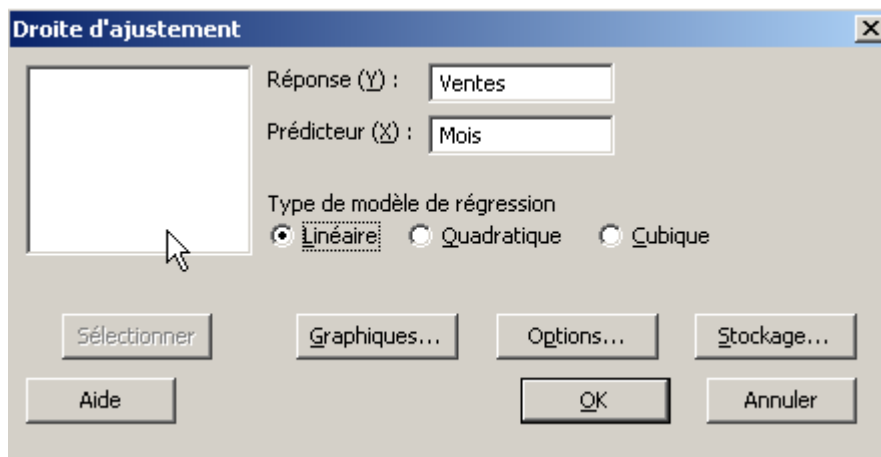 Droite d'ajustement
Réponse (Y) :
Ventes
Prédicteur (X) :
Mois
Type de modèle de régression
Linéaire
Quadratique
Cubique
Sélectionner
Graphiques...
Options...
Stockage...
Aide
OK
Annuler